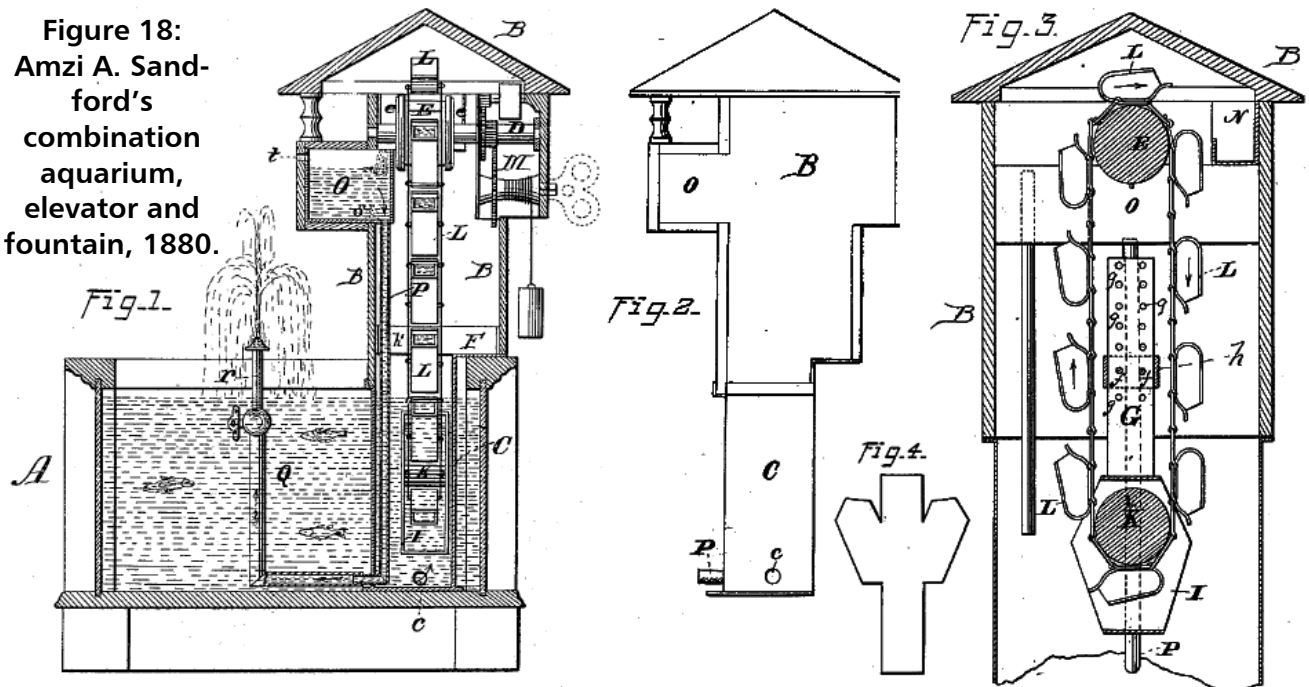 Figure 18:
Amzi A. Sand-
ford's
combination
aquarium,
elevator and
fountain, 1880.
Fig. 1.
B
L
E
e
e
D
t
O
M
o
L
B
P
B
k
F
L
r
C
A
Q
K
I
c
Fig. 2.
O
B
C
P
c
Fig. 4.
Fig. 3.
L
B
N
E
O
L
g
g
g
B
h
f
f
g
G
L
K
I
P